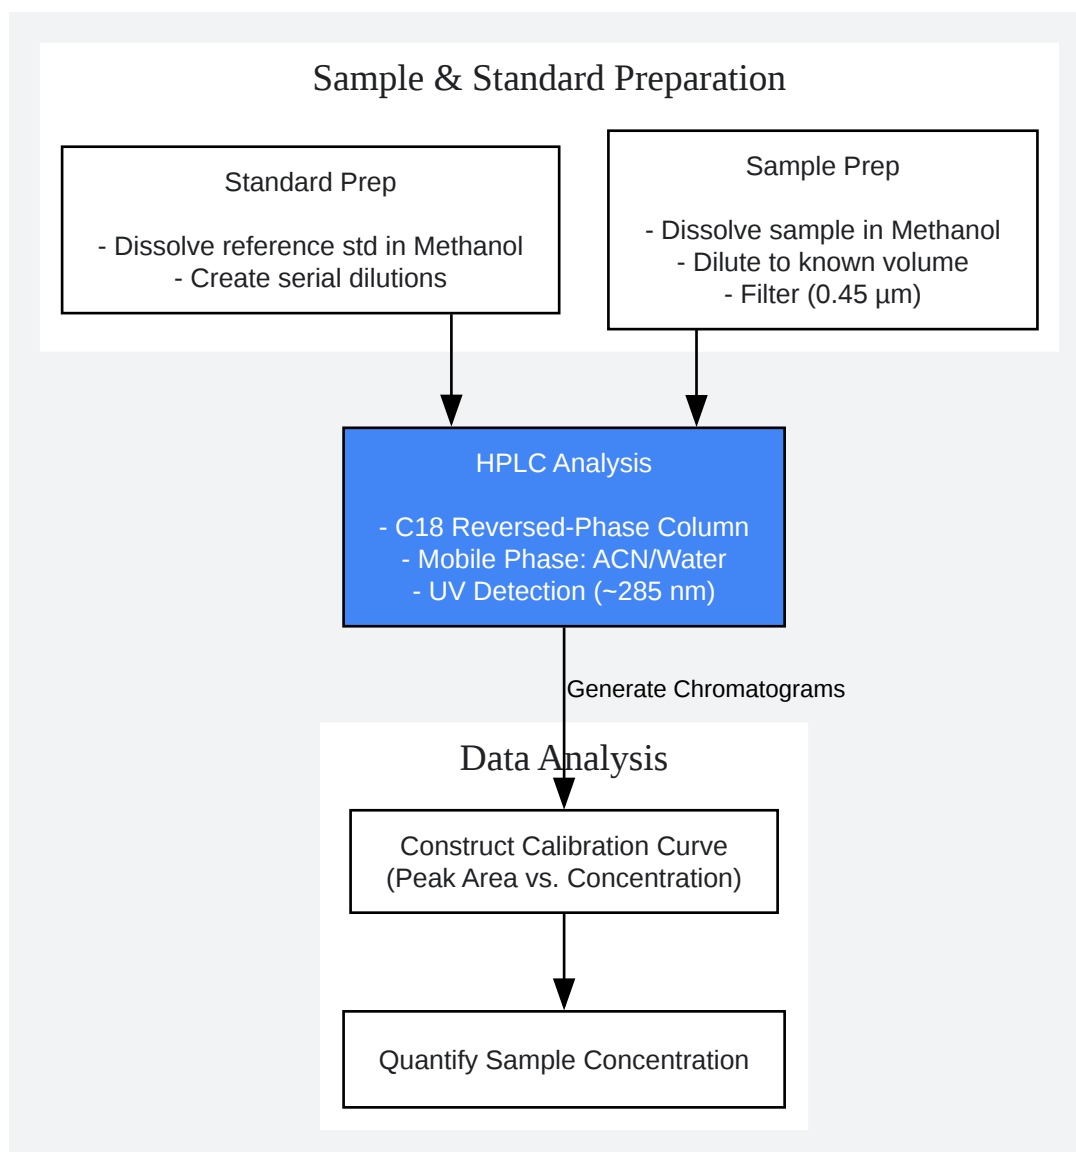 Sample & Standard Preparation
Standard Prep
- Dissolve reference std in Methanol
- Create serial dilutions
Sample Prep
- Dissolve sample in Methanol
- Dilute to known volume
- Filter (0.45 µm)
HPLC Analysis
- C18 Reversed-Phase Column
- Mobile Phase: ACN/Water
- UV Detection (~285 nm)
Generate Chromatograms
Data Analysis
Construct Calibration Curve
(Peak Area vs. Concentration)
Quantify Sample Concentration